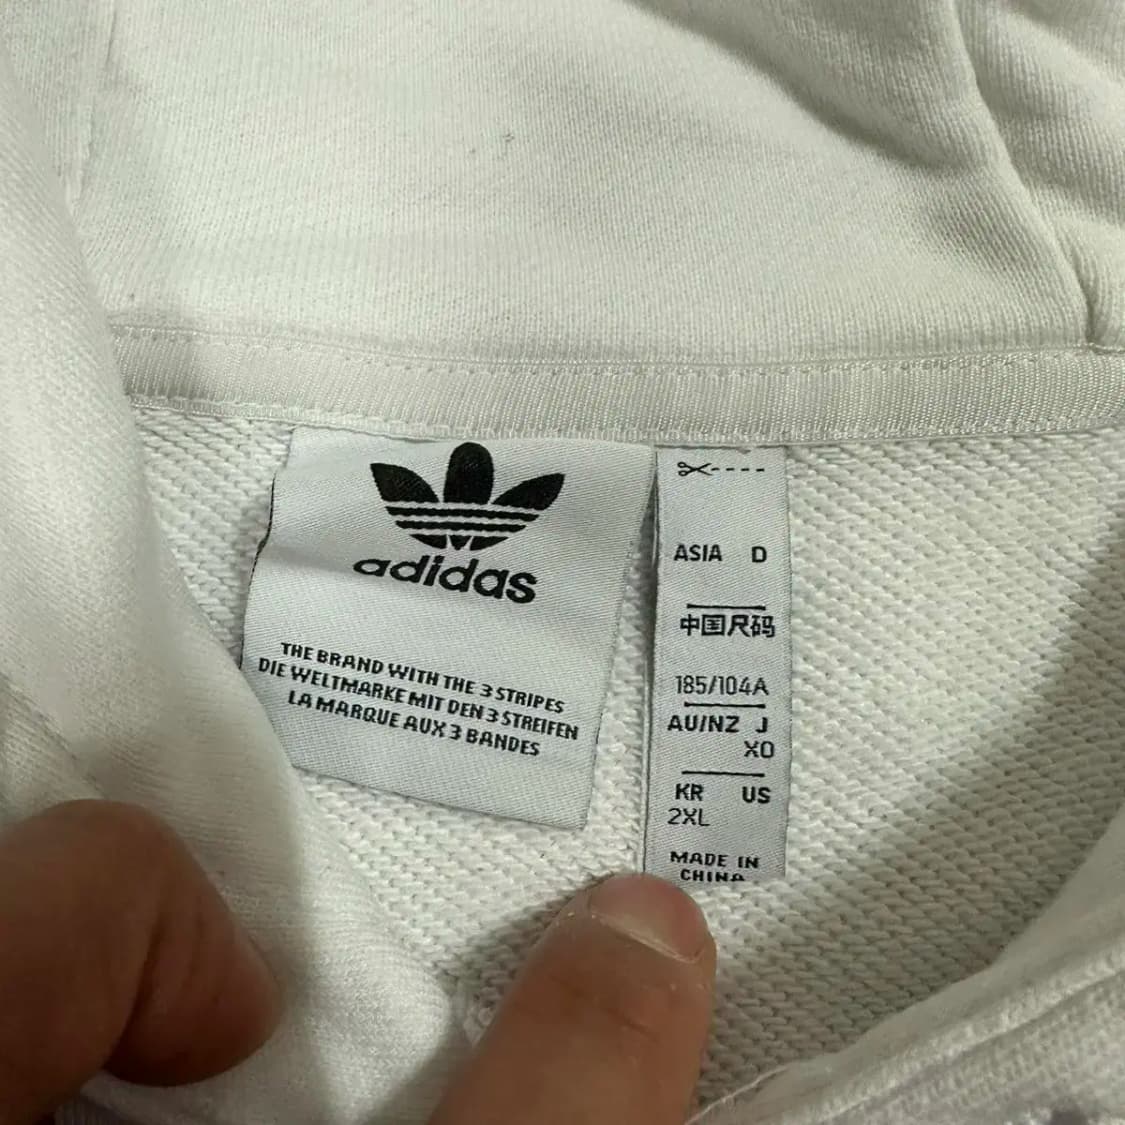 adidas
THE BRAND WITH THE 3 STRIPES
DIE WELTMARKE MIT DEN 3 STREIFEN
LA MARQUE AUX 3 BANDES
ASIA D
中国尺码
185/104A
AU/NZ J
XO
KR US
2XL
MADE IN
CHINA